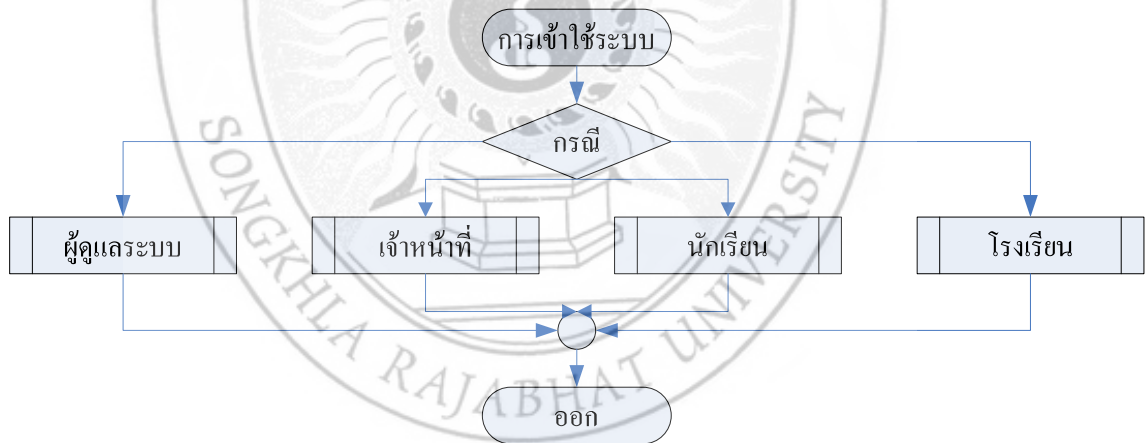 การเข้าใช้ระบบ
กรณี
ผู้ดูแลระบบ
เจ้าหน้าที่
นักเรียน
โรงเรียน
ออก
SONGKHLA RAJABHAT UNIVERSITY